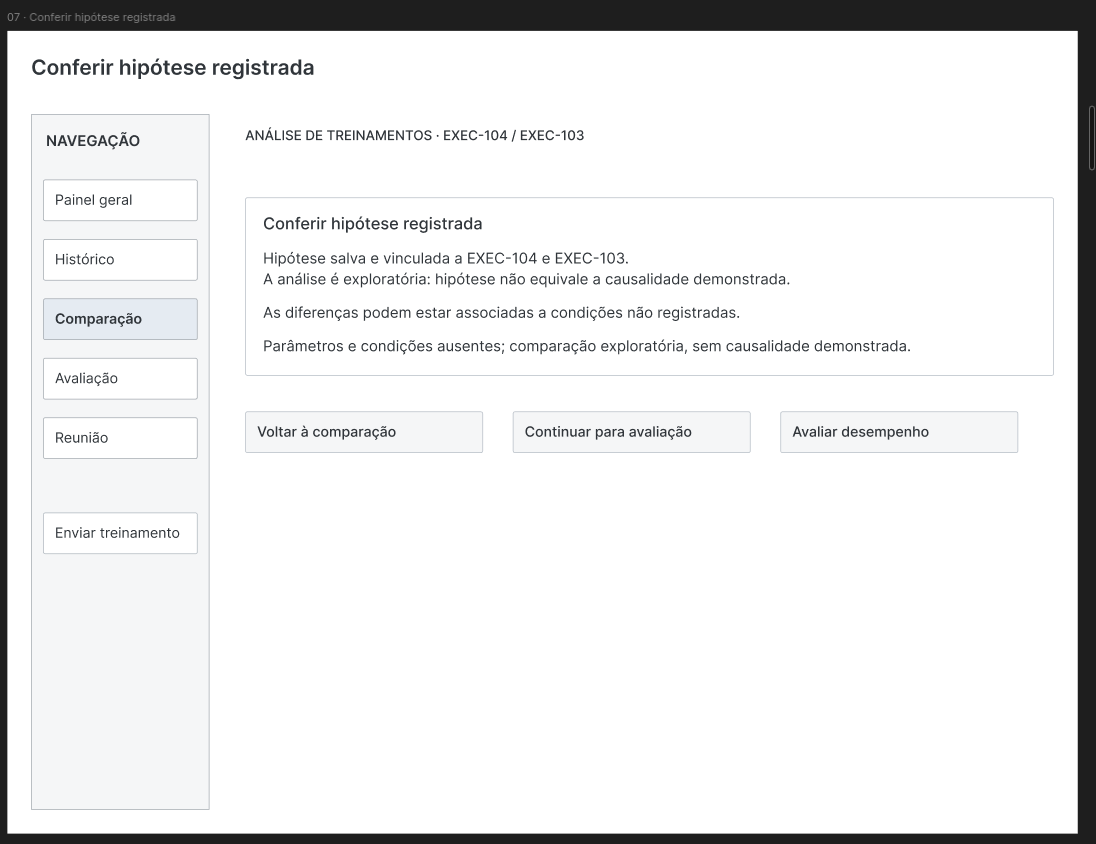 07 · Conferir hipótese registrada
Conferir hipótese registrada
NAVEGAÇÃO
Painel geral
Histórico
Comparação
Avaliação
Reunião
Enviar treinamento
ANÁLISE DE TREINAMENTOS · EXEC-104 / EXEC-103
Conferir hipótese registrada
Hipótese salva e vinculada a EXEC-104 e EXEC-103.
A análise é exploratória: hipótese não equivale a causalidade demonstrada.
As diferenças podem estar associadas a condições não registradas.
Parâmetros e condições ausentes; comparação exploratória, sem causalidade demonstrada.
Voltar à comparação
Continuar para avaliação
Avaliar desempenho